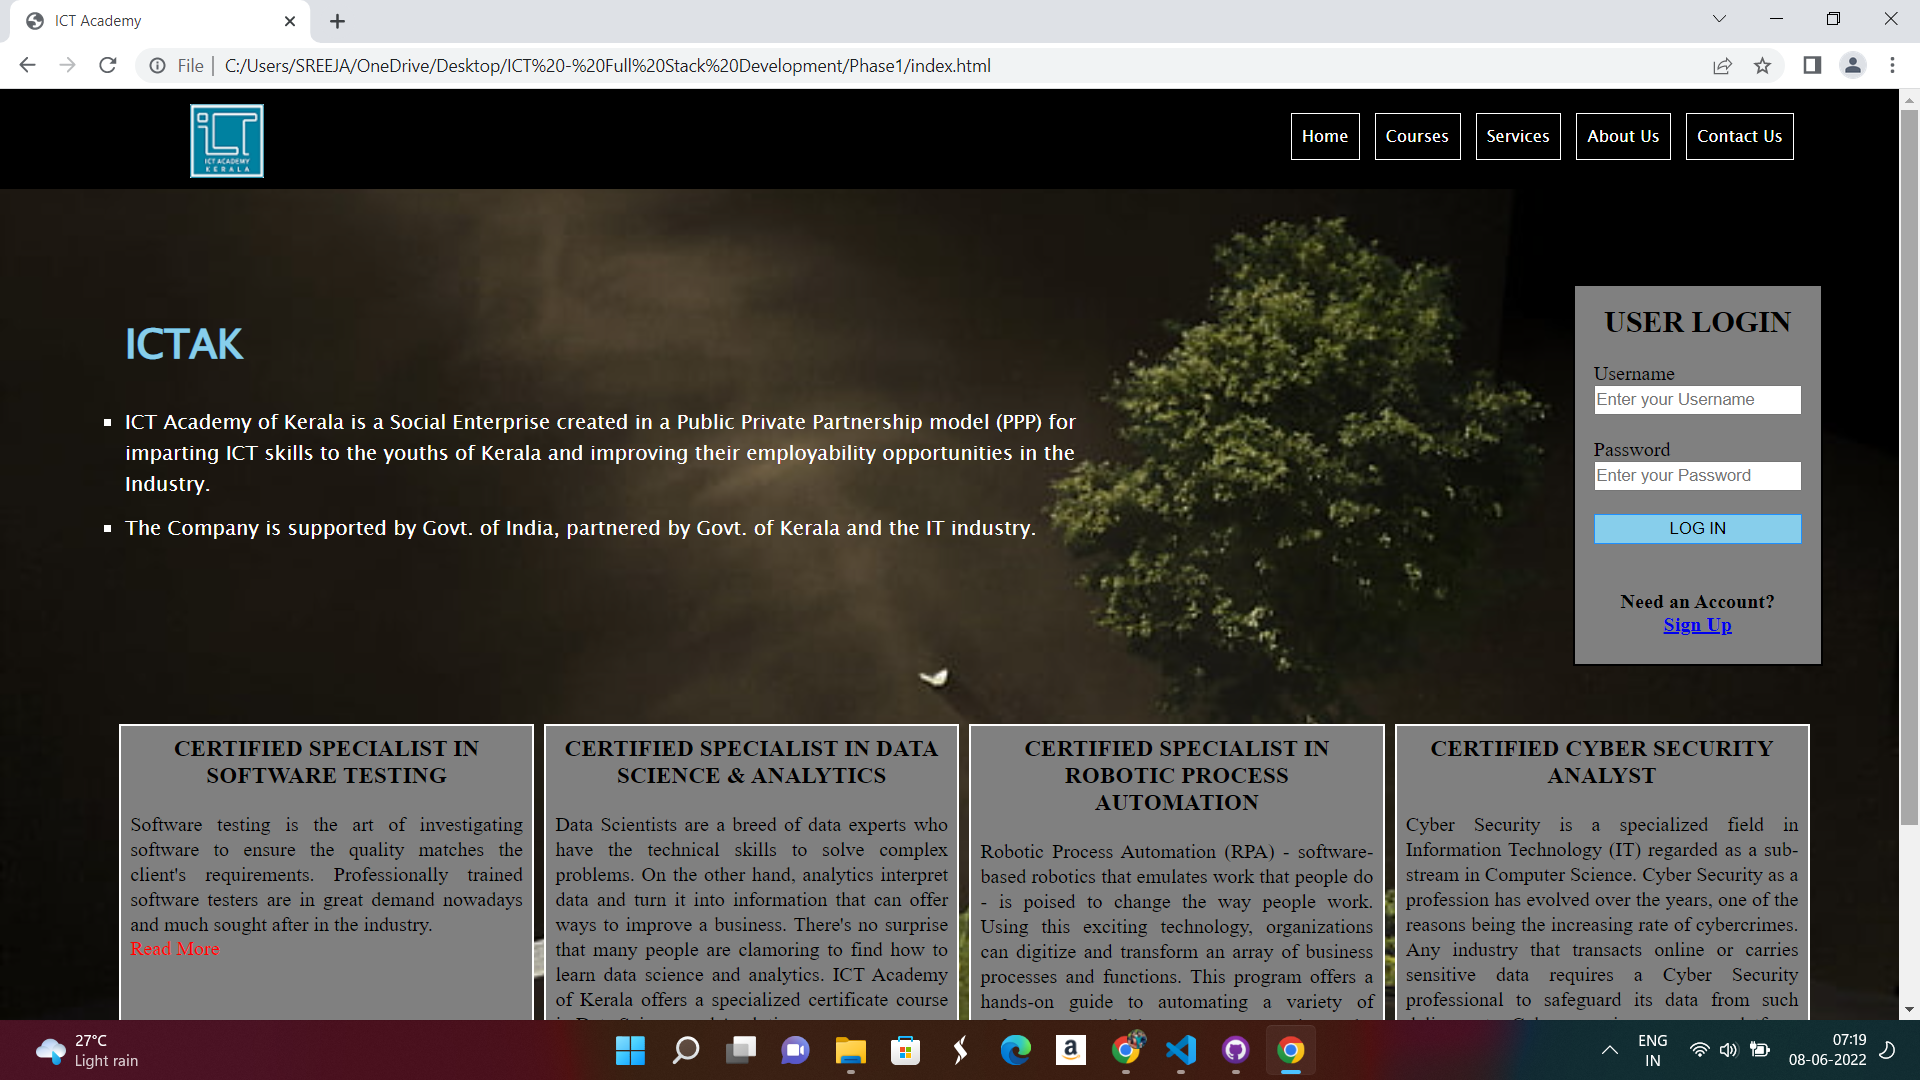 ICT Academy
File
C:/Users/SREEJA/OneDrive/Desktop/ICT%20-%20Full%20Stack%20Development/Phase1/index.html
ICT ACADEMY
KERALA
Home
Courses
Services
About Us
Contact Us
ICTAK
ICT Academy of Kerala is a Social Enterprise created in a Public Private Partnership model (PPP) for
imparting ICT skills to the youths of Kerala and improving their employability opportunities in the
Industry.
The Company is supported by Govt. of India, partnered by Govt. of Kerala and the IT industry.
USER LOGIN
Username
Enter your Username
Password
Enter your Password
LOG IN
Need an Account?
Sign Up
CERTIFIED SPECIALIST IN
SOFTWARE TESTING
Software testing is the art of investigating
software to ensure the quality matches the
client's requirements. Professionally trained
software testers are in great demand nowadays
and much sought after in the industry.
Read More
CERTIFIED SPECIALIST IN DATA
SCIENCE & ANALYTICS
Data Scientists are a breed of data experts who
have the technical skills to solve complex
problems. On the other hand, analytics interpret
data and turn it into information that can offer
ways to improve a business. There's no surprise
that many people are clamoring to find how to
learn data science and analytics. ICT Academy
of Kerala offers a specialized certificate course
CERTIFIED SPECIALIST IN
ROBOTIC PROCESS
AUTOMATION
Robotic Process Automation (RPA) - software-
based robotics that emulates work that people do
- is poised to change the way people work.
Using this exciting technology, organizations
can digitize and transform an array of business
processes and functions. This program offers a
hands-on guide to automating a variety of
CERTIFIED CYBER SECURITY
ANALYST
Cyber Security is a specialized field in
Information Technology (IT) regarded as a sub-
stream in Computer Science. Cyber Security as a
profession has evolved over the years, one of the
reasons being the increasing rate of cybercrimes.
Any industry that transacts online or carries
sensitive data requires a Cyber Security
professional to safeguard its data from such
27°C
Light rain
ENG
IN
07:19
08-06-2022